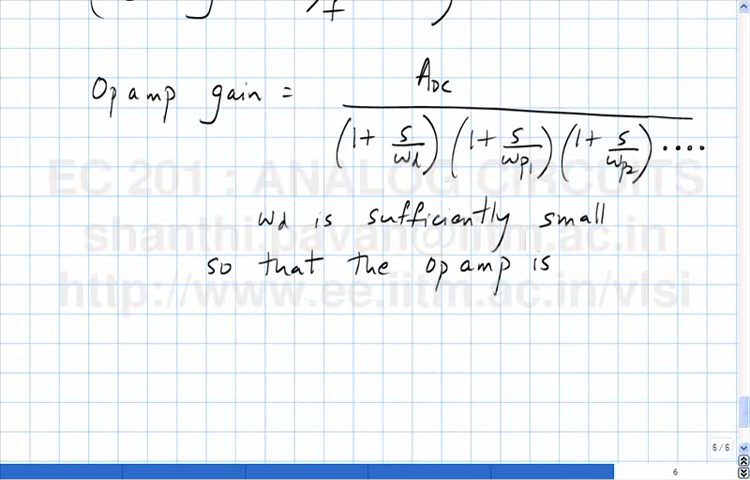 Opamp gain = A_DC / (1 + s/ωd) (1 + s/ωp1) (1 + s/ωp2) ....
EC 201 : ANALOG CIRCUITS
ωd is sufficiently small
shanthi.pavan@iitm.ac.in
so that the opamp is
http://www.ee.iitm.ac.in/vlsi
6 / 6
6